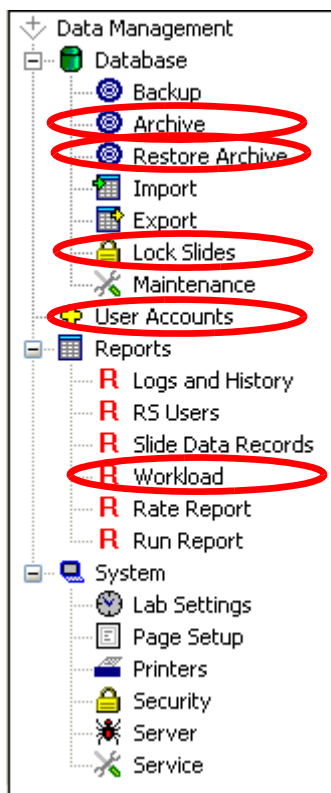 Data Management
Database
Backup
Archive
Restore Archive
Import
Export
Lock Slides
Maintenance
User Accounts
Reports
R Logs and History
R RS Users
R Slide Data Records
R Workload
R Rate Report
R Run Report
System
Lab Settings
Page Setup
Printers
Security
Server
Service